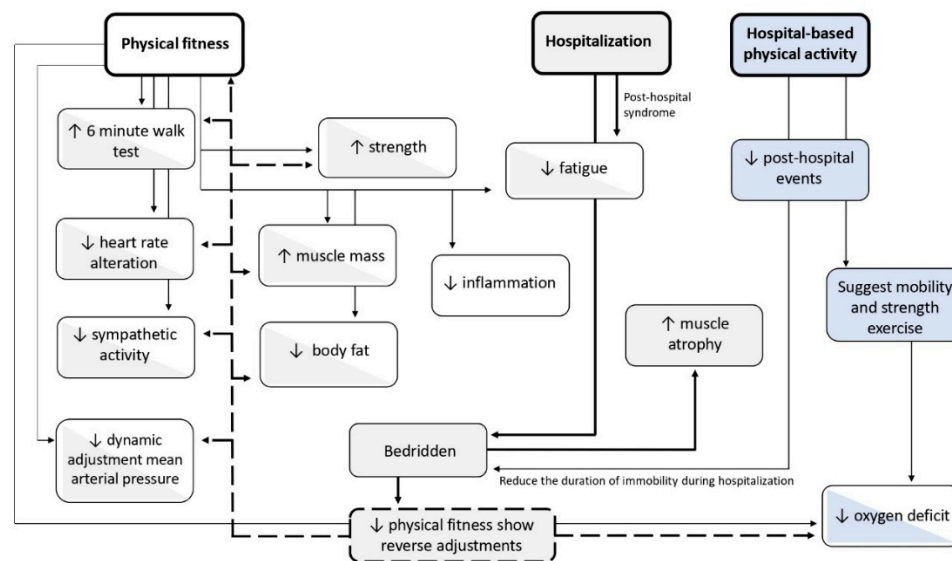 Physical fitness
Hospitalization
Hospital-based
physical activity
Post-hospital
syndrome
↑ 6 minute walk
test
↑ strength
↓ fatigue
↓ post-hospital
events
↓ heart rate
alteration
↑ muscle mass
↓ inflammation
Suggest mobility
and strength
exercise
↓ sympathetic
activity
↓ body fat
↑ muscle
atrophy
↓ dynamic
adjustment mean
arterial pressure
Bedridden
Reduce the duration of immobility during hospitalization
↓ physical fitness show
reverse adjustments
↓ oxygen deficit